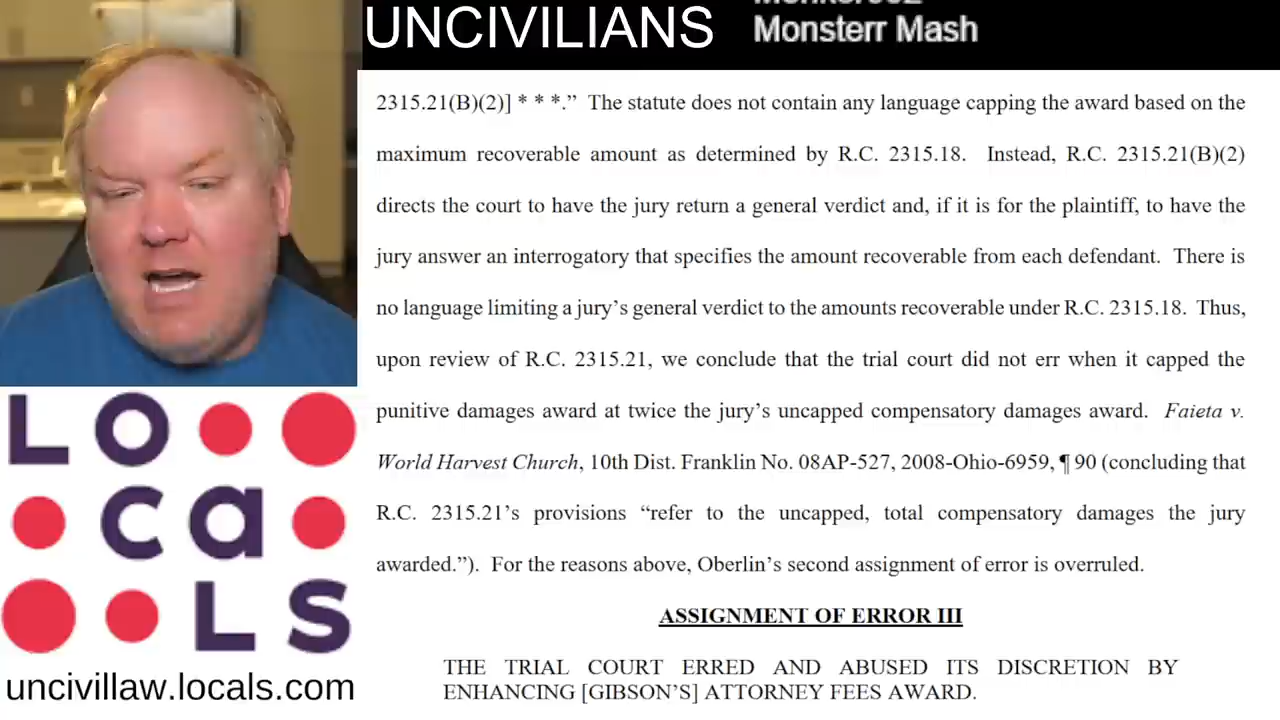 UNCIVILIANS
Monsterr Mash
2315.21(B)(2)] * * *.” The statute does not contain any language capping the award based on the
maximum recoverable amount as determined by R.C. 2315.18. Instead, R.C. 2315.21(B)(2)
directs the court to have the jury return a general verdict and, if it is for the plaintiff, to have the
jury answer an interrogatory that specifies the amount recoverable from each defendant. There is
no language limiting a jury’s general verdict to the amounts recoverable under R.C. 2315.18. Thus,
upon review of R.C. 2315.21, we conclude that the trial court did not err when it capped the
punitive damages award at twice the jury’s uncapped compensatory damages award. Faieta v.
World Harvest Church, 10th Dist. Franklin No. 08AP-527, 2008-Ohio-6959, ¶ 90 (concluding that
R.C. 2315.21’s provisions “refer to the uncapped, total compensatory damages the jury
awarded.”). For the reasons above, Oberlin’s second assignment of error is overruled.
ASSIGNMENT OF ERROR III
THE TRIAL COURT ERRED AND ABUSED ITS DISCRETION BY
ENHANCING [GIBSON’S] ATTORNEY FEES AWARD.
LO
ca
LS
uncivillaw.locals.com